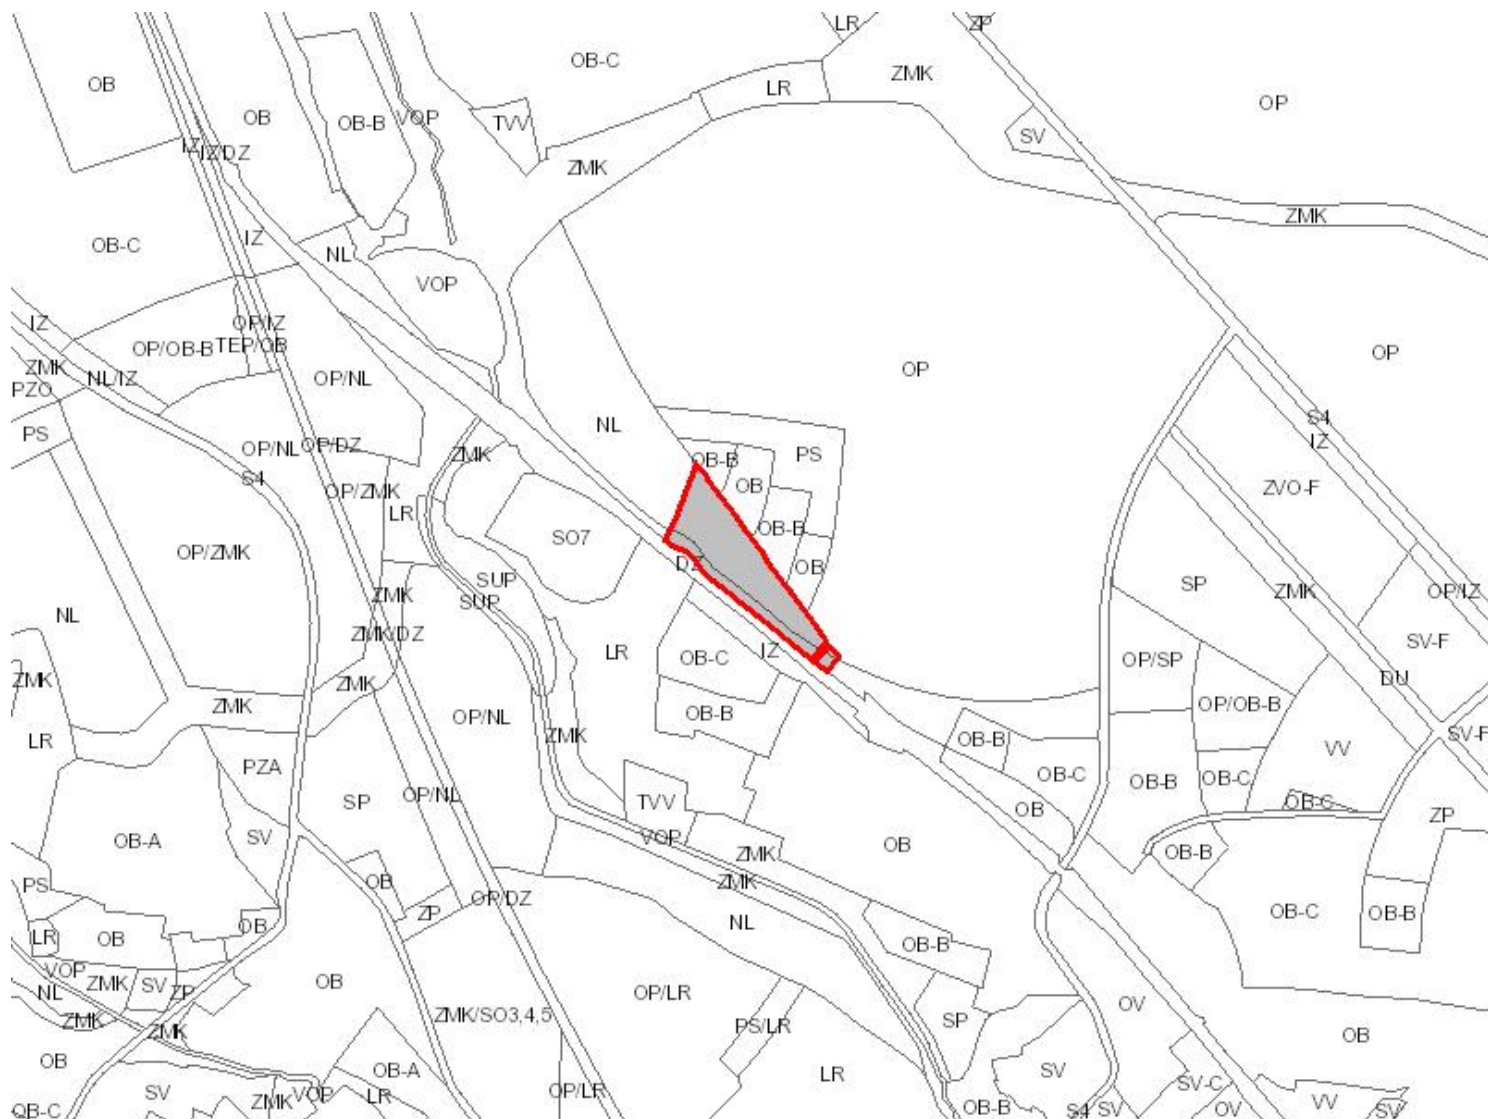 LR
ZP
OB-C
ZMK
OB
LR
OP
OB
OB-B
VOP
TVV
SV
IZ
IZ/DZ
ZMK
ZMK
OB-C
IZ
NL
VOP
IZ
OP/IZ
OP/OB-B
TEP/OB
OP
OP
ZMK
NL/IZ
OP/NL
PZO
S4
NL
PS
OP/NL
OP/DZ
IZ
ZMK
PS
OB-B
S4
OB
ZVO-F
OP/ZMK
LR
OB-B
SO7
OP/ZMK
DZ
OB
SUP
SP
ZMK
OP/IZ
ZMK
SUP
NL
ZMK/DZ
SV-F
LR
IZ
OB-C
OP/SP
ZMK
ZMK
DU
ZMK
OP/NL
OB-B
OP/OB-B
LR
ZMK
OB-B
SV-F
VV
PZA
OB-C
OB-B
OB-C
SP
OP/NL
TVV
OB
OB-C
ZP
OB-A
SV
VOP
OB
ZMK
OB-B
PS
OB
ZMK
OP/DZ
ZP
OB-C
OB-B
NL
OB
LR
OB
OB-B
VOP
ZMK
SV
OB
NL
ZP
OP/LR
OV
ZMK
ZMK
ZMK/SO3,4,5
SP
PS/LR
OB
OB
OB-A
LR
SV
SV-C
SV
OP/LR
ZMK
VOP
LR
OB-C
OB-B
S4
SV
OV
VV
SV